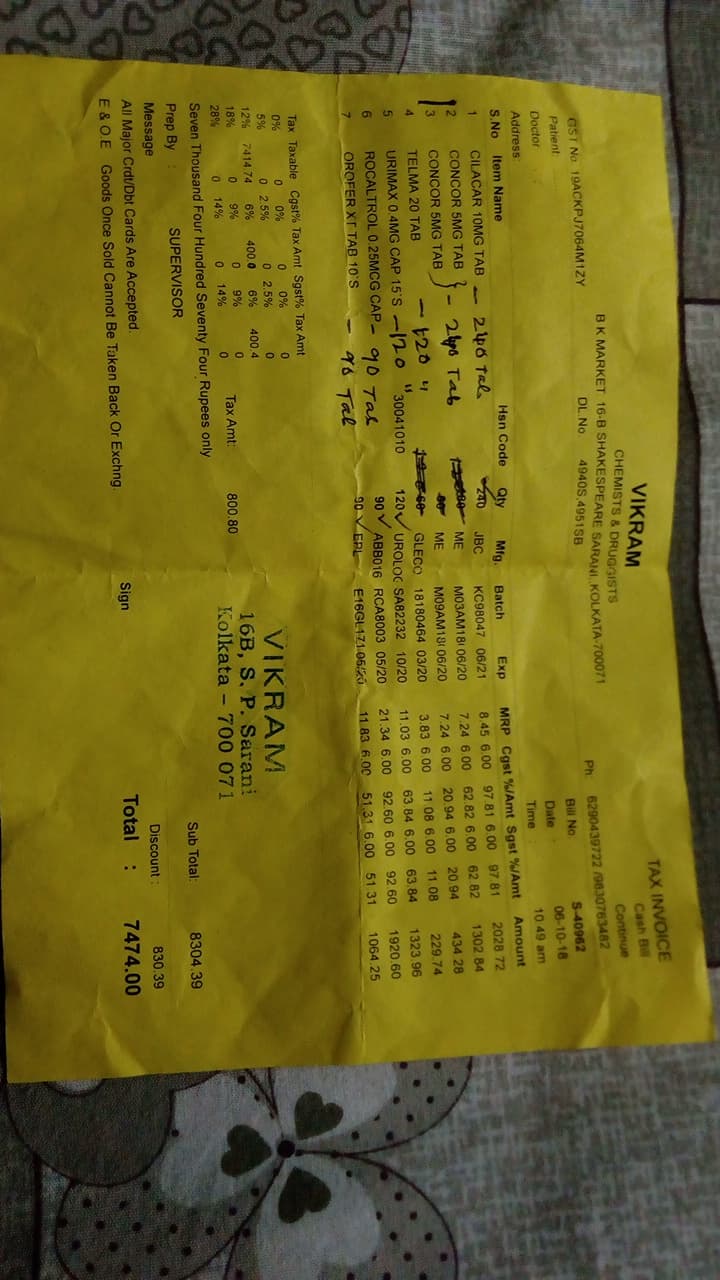 VIKRAM
CHEMISTS & DRUGGISTS
B K MARKET 16-B SHAKESPEARE SARANI, KOLKATA-700071
DL.No. 4940S,4951SB
TAX INVOICE
Cash Bill
Continue
Ph : 6290439722 /9830763482
GST No. 19ACKPJ7064M1ZY
Bill No. S-40962
Patient
Date 06-10-18
Doctor
Time 10 49 am
Address
S.No Item Name Hsn Code Qty Mfg. Batch Exp MRP Cgst %/Amt Sgst %/Amt Amount
1 CILACAR 10MG TAB — 240 Tab 240 JBC KC98047 06/21 8.45 6.00 97.81 6.00 97.81 2028.72
2 CONCOR 5MG TAB ME M03AM18 06/20 7.24 6.00 62.82 6.00 62.82 1302.84
3 CONCOR 5MG TAB } — 240 Tab ME M09AM18 06/20 7.24 6.00 20.94 6.00 20.94 434.28
4 TELMA 20 TAB — 120 " GLECO 18180464 03/20 3.83 6.00 11.08 6.00 11.08 229.74
5 URIMAX 0.4MG CAP 15'S — 120 " 30041010 120 UROLOC SA82232 10/20 11.03 6.00 63.84 6.00 63.84 1323.96
6 ROCALTROL 0.25MCG CAP — 90 Tab 90 ABB016 RCA8003 05/20 21.34 6.00 92.60 6.00 92.60 1920.60
7 OROFER XT TAB 10'S — 90 Tab 90 05/20 11.83 6.00 51.31 6.00 51.31 1064.25
Tax Taxable Cgst% Tax Amt Sgst% Tax Amt
0% 0 0% 0 0% 0
5% 0 2.5% 0 2.5% 0
12% 7414.74 6% 400.4 6% 400.4
18% 0 9% 0 9% 0
28% 0 14% 0 14% 0
Tax Amt: 800.80
VIKRAM
16B, S. P. Sarani
Kolkata - 700 071
Sub Total: 8304.39
Seven Thousand Four Hundred Seventy Four Rupees only
Prep By : SUPERVISOR
Discount : 830.39
Message
Sign
Total : 7474.00
All Major Crdt/Dbt Cards Are Accepted.
E & O.E Goods Once Sold Cannot Be Taken Back Or Exchng.